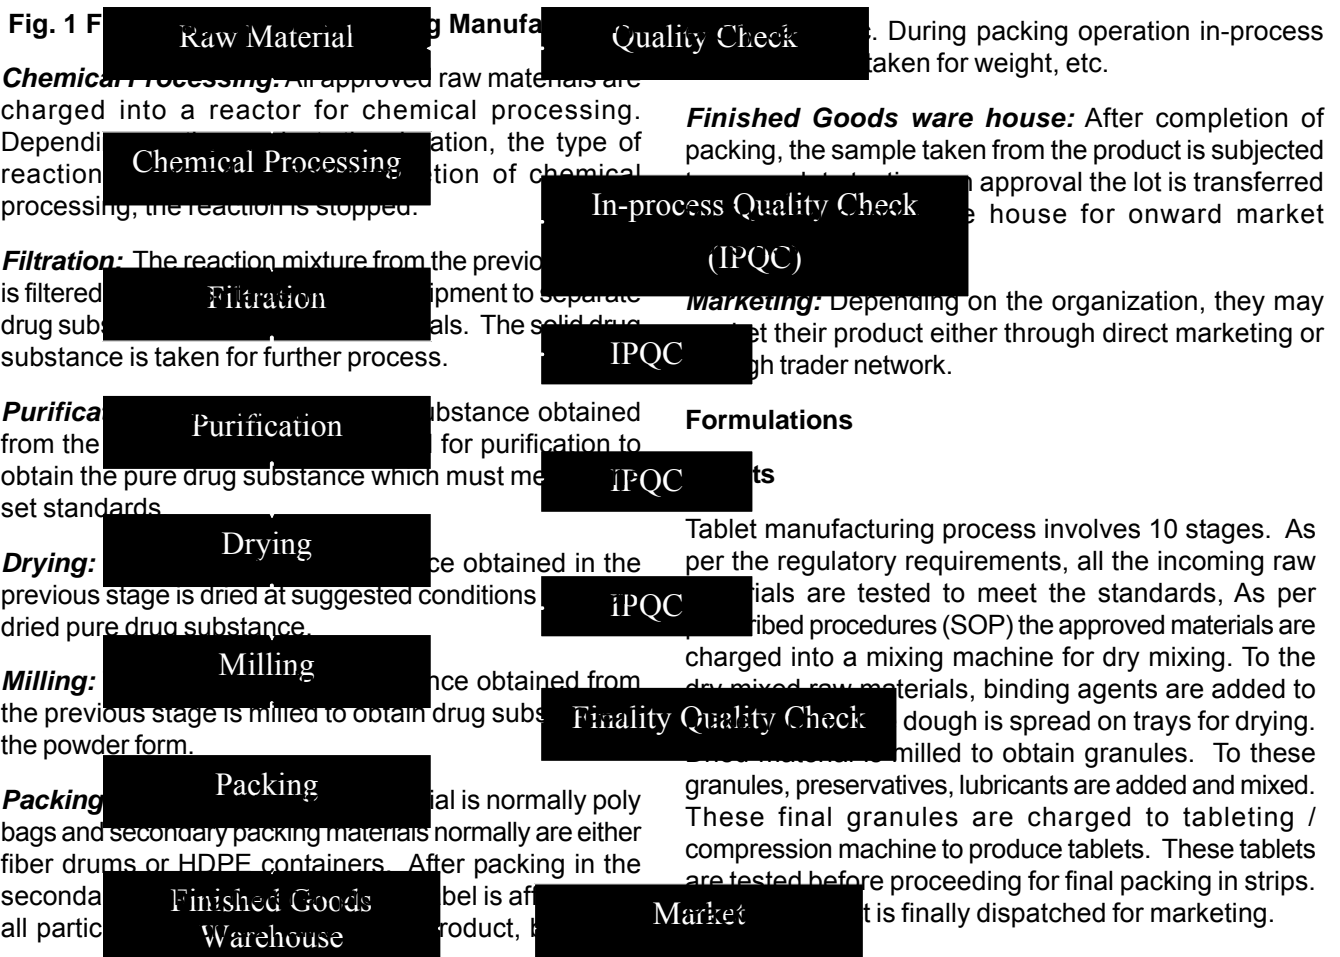 Fig. 1 F
g Manufa
Chemical Processing: All approved raw materials are
charged into a reactor for chemical processing.
Dependi
ation, the type of
reaction
etion of chemical
processing, the reaction is stopped.
Filtration: The reaction mixture from the previo
is filtered
ipment to separate
drug subs
als. The solid drug
substance is taken for further process.
Purifica
ubstance obtained
from the
for purification to
obtain the pure drug substance which must me
set standards
Drying:
ce obtained in the
previous stage is dried at suggested conditions
dried pure drug substance.
Milling:
nce obtained from
the previous stage is milled to obtain drug subs
the powder form.
Packing
ial is normally poly
bags and secondary packing materials normally are either
fiber drums or HDPE containers. After packing in the
seconda
bel is aff
all partic
roduct, b
Raw Material
Chemical Processing
Filtration
Purification
Drying
Milling
Packing
Finished Goods
Warehouse
Quality Check
In-process Quality Check
(IPQC)
IPQC
IPQC
IPQC
Finality Quality Check
Market
. During packing operation in-process
taken for weight, etc.
Finished Goods ware house: After completion of
packing, the sample taken from the product is subjected
approval the lot is transferred
e house for onward market
Marketing: Depending on the organization, they may
et their product either through direct marketing or
gh trader network.
Formulations
ts
Tablet manufacturing process involves 10 stages. As
per the regulatory requirements, all the incoming raw
rials are tested to meet the standards, As per
ribed procedures (SOP) the approved materials are
charged into a mixing machine for dry mixing. To the
dry mixed raw materials, binding agents are added to
dough is spread on trays for drying.
Dried material is milled to obtain granules. To these
granules, preservatives, lubricants are added and mixed.
These final granules are charged to tableting /
compression machine to produce tablets. These tablets
are tested before proceeding for final packing in strips.
t is finally dispatched for marketing.